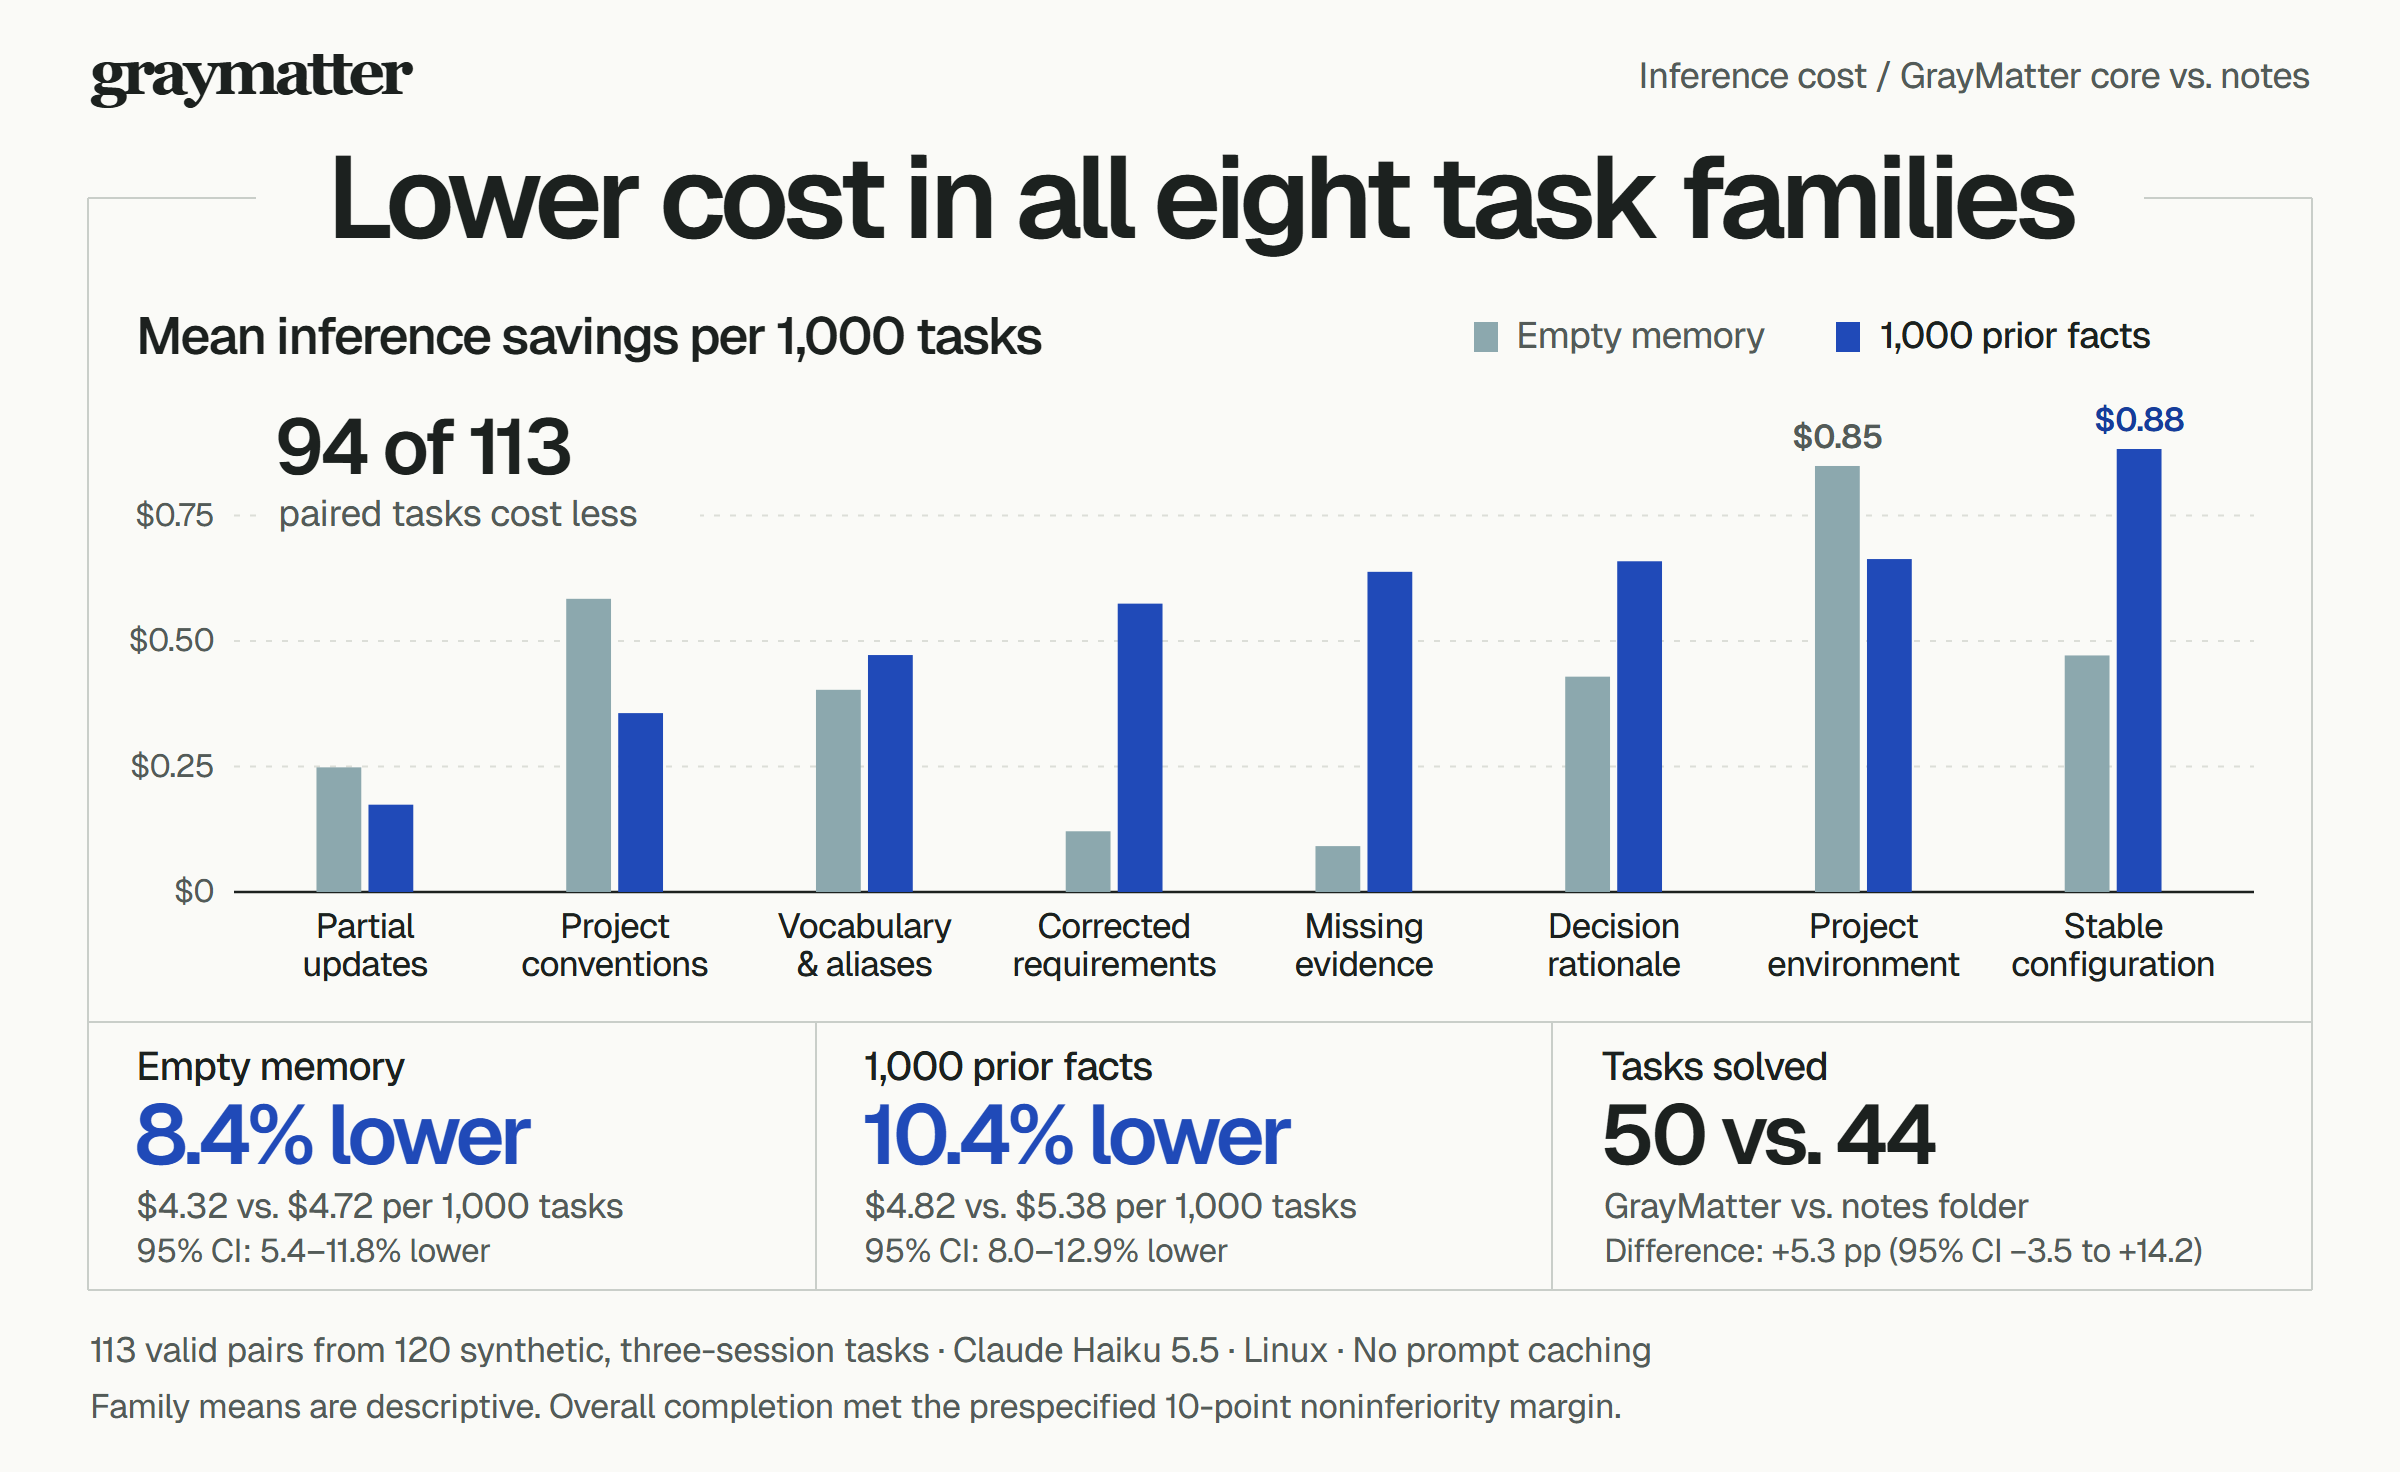 graymatter
Inference cost / GrayMatter core vs. notes
Lower cost in all eight task families
Mean inference savings per 1,000 tasks
Empty memory
1,000 prior facts
94 of 113
paired tasks cost less
$0.85
$0.88
$0.75
$0.50
$0.25
$0
Partial
updates
Project
conventions
Vocabulary
& aliases
Corrected
requirements
Missing
evidence
Decision
rationale
Project
environment
Stable
configuration
Empty memory
8.4% lower
$4.32 vs. $4.72 per 1,000 tasks
95% CI: 5.4–11.8% lower
1,000 prior facts
10.4% lower
$4.82 vs. $5.38 per 1,000 tasks
95% CI: 8.0–12.9% lower
Tasks solved
50 vs. 44
GrayMatter vs. notes folder
Difference: +5.3 pp (95% CI −3.5 to +14.2)
113 valid pairs from 120 synthetic, three-session tasks · Claude Haiku 5.5 · Linux · No prompt caching
Family means are descriptive. Overall completion met the prespecified 10-point noninferiority margin.